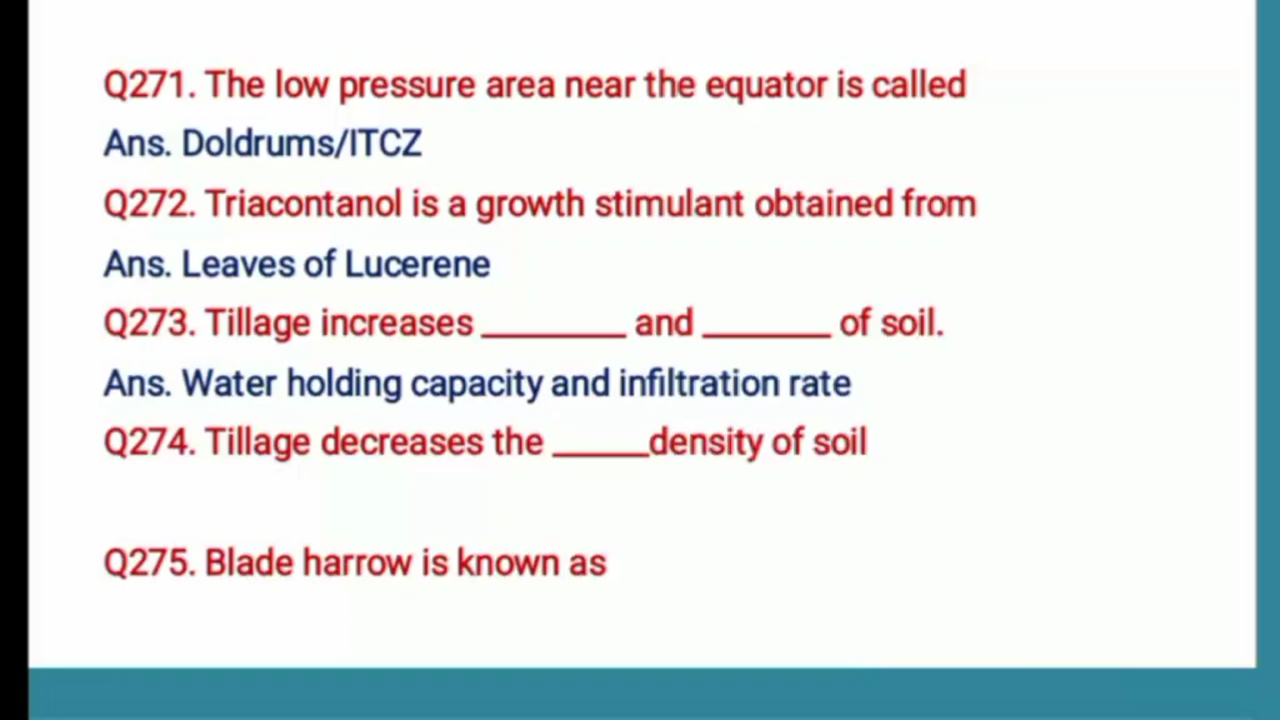 Q271. The low pressure area near the equator is called
Ans. Doldrums/ITCZ
Q272. Triacontanol is a growth stimulant obtained from
Ans. Leaves of Lucerene
Q273. Tillage increases ________ and _______ of soil.
Ans. Water holding capacity and infiltration rate
Q274. Tillage decreases the _____density of soil
Q275. Blade harrow is known as